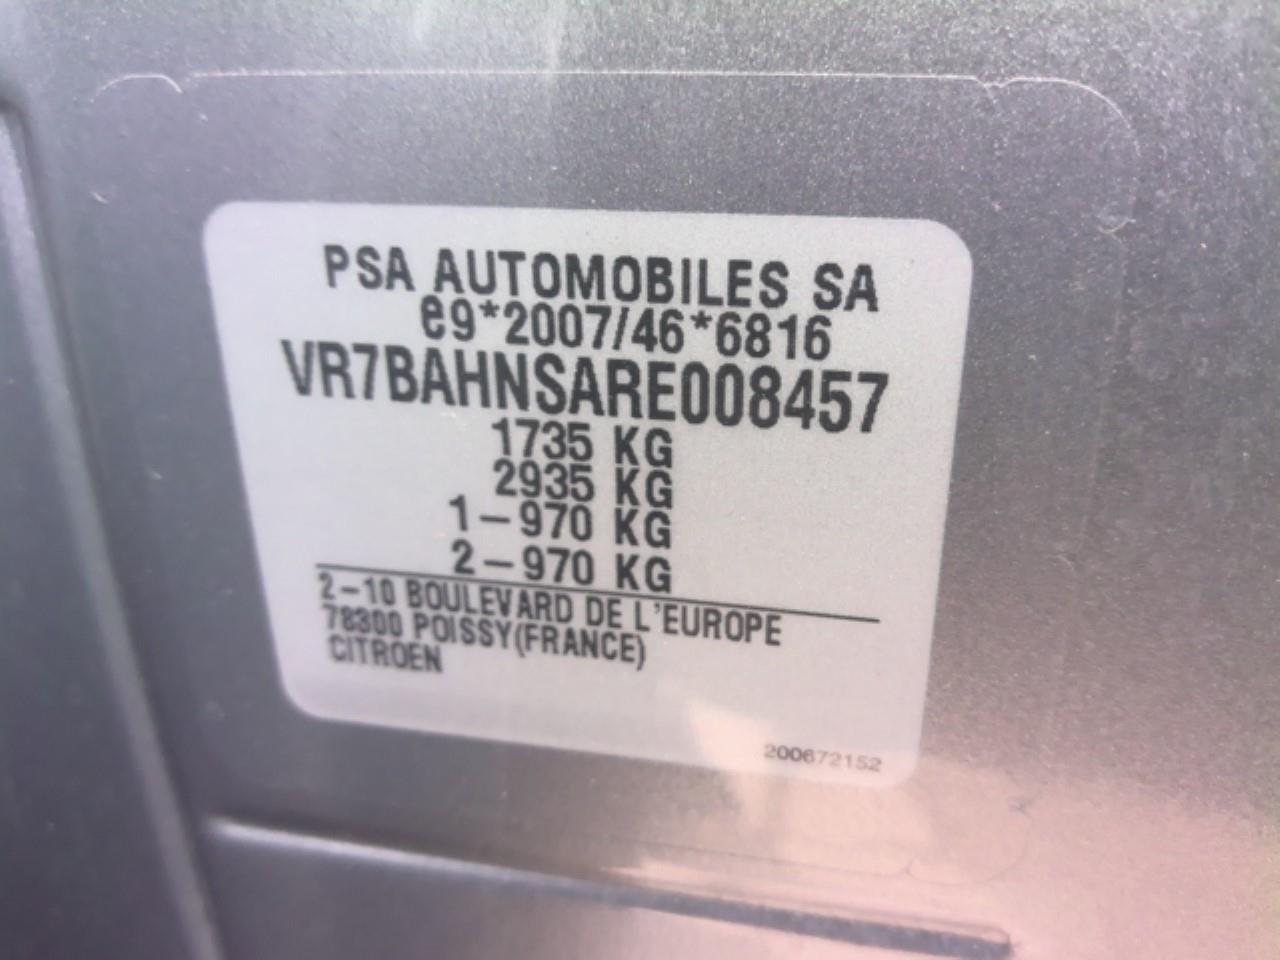 PSA AUTOMOBILES SA
e9*2007/46*6816
VR7BAHNSARE008457
1735 KG
2935 KG
1-970 KG
2-970 KG
2-10 BOULEVARD DE L'EUROPE
78300 POISSY(FRANCE)
CITROEN
200672152